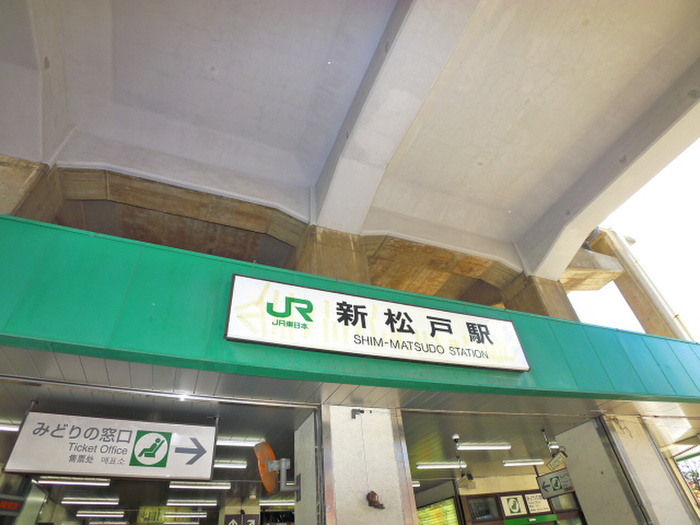 JR
JR東日本
新松戸駅
SHIM-MATSUDO STATION
みどりの窓口
Ticket Office
售票处 매표소